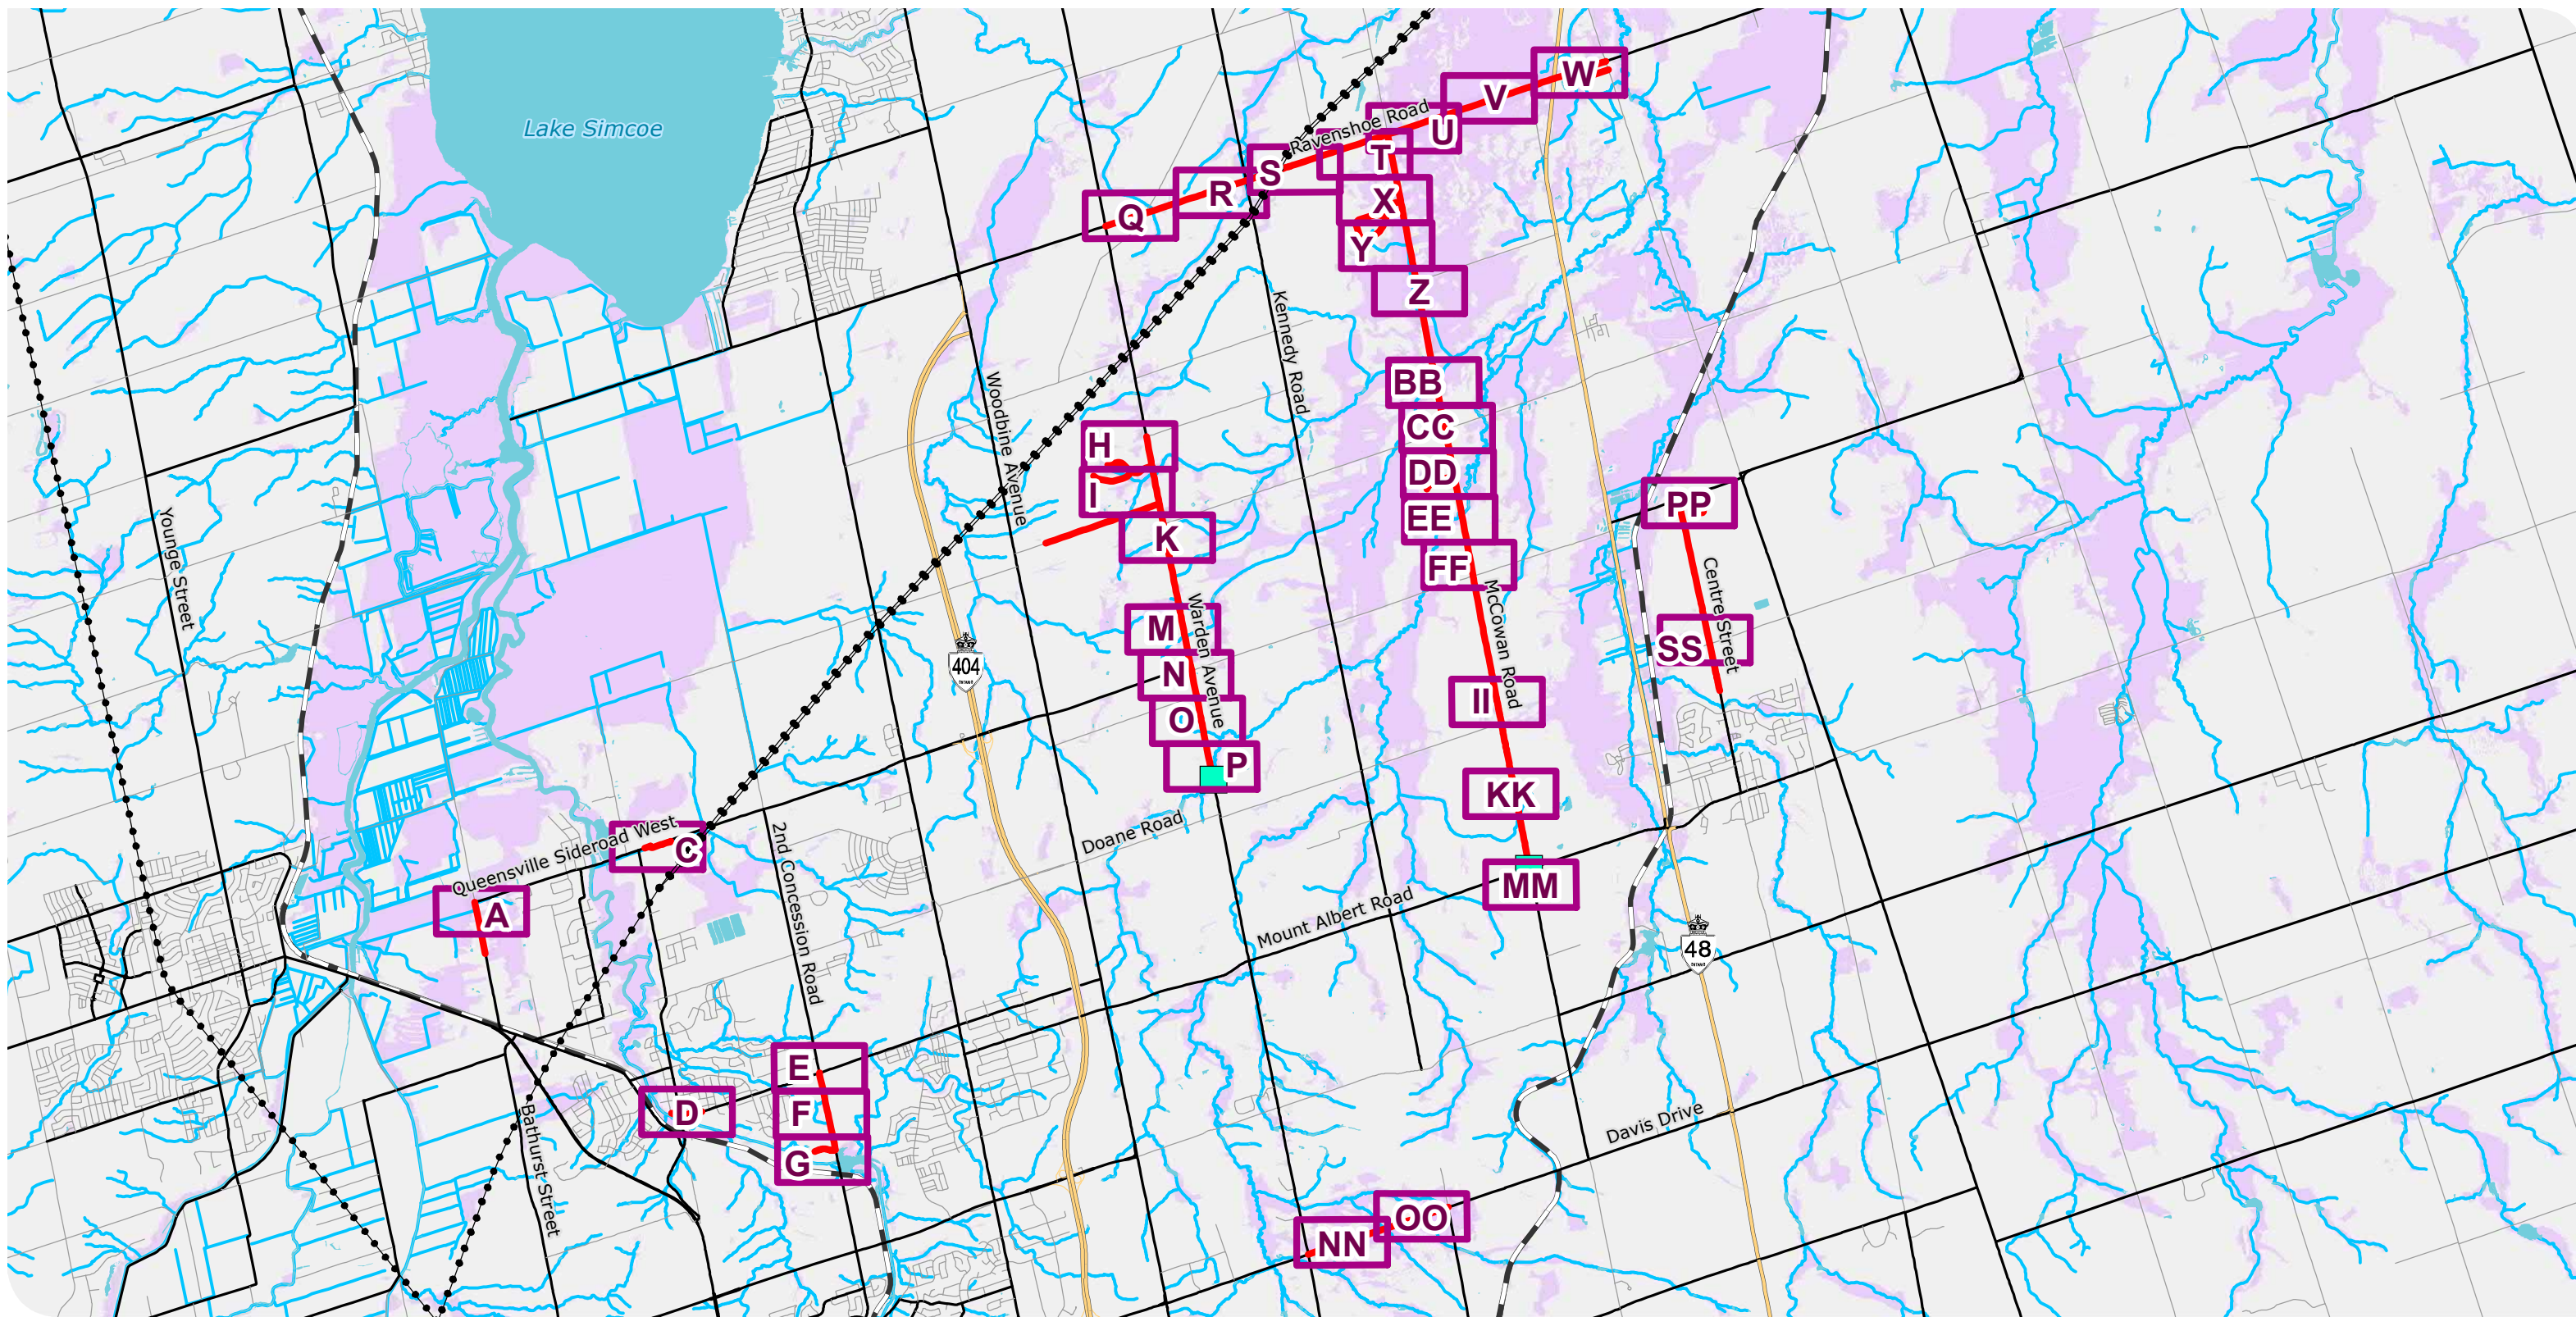 W
V
Lake Simcoe
Ravenshoe Road
U
T
S
R
X
Q
Y
Z
Kennedy Road
BB
Woodbine Avenue
CC
H
DD
I
PP
EE
Younge Street
K
FF
Centre Street
McCowan Road
M
Warden Avenue
SS
404
N
II
O
P
KK
Doane Road
Queensville Sideroad West
C
2nd Concession Road
MM
A
Mount Albert Road
48
E
D
F
Davis Drive
G
Bathurst Street
OO
NN